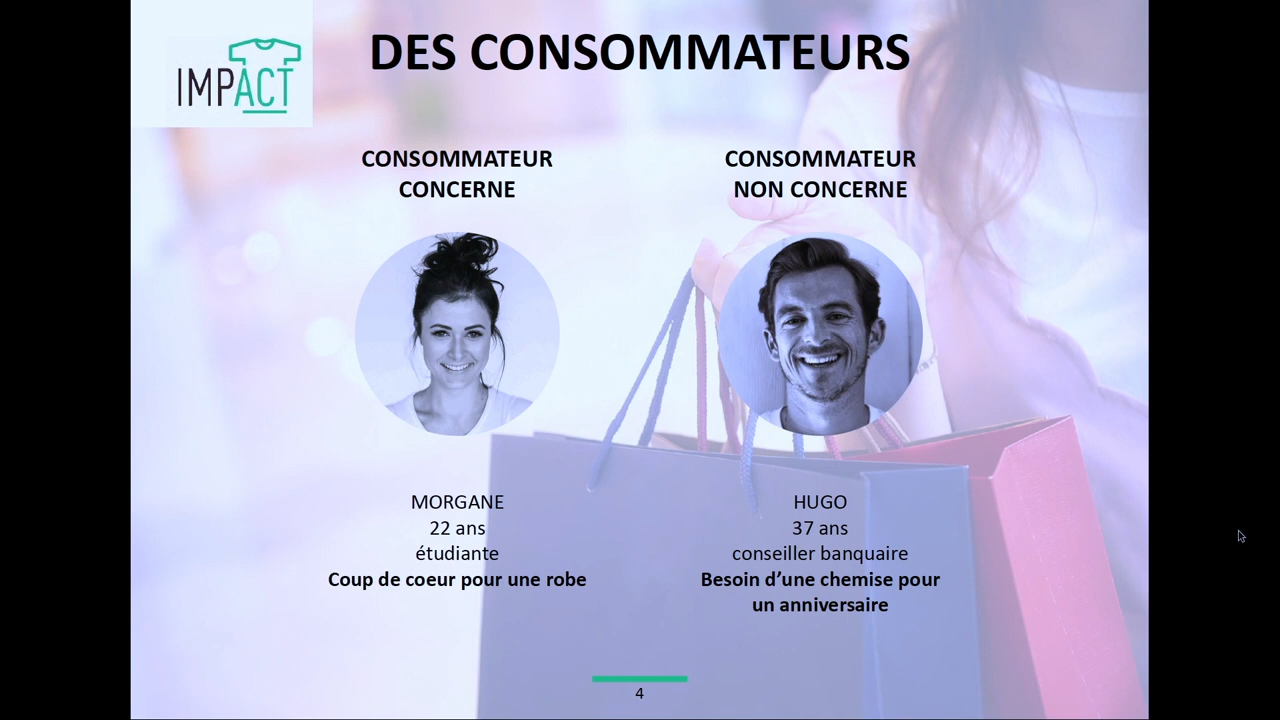 IMPACT
DES CONSOMMATEURS
CONSOMMATEUR
CONCERNE
MORGANE
22 ans
étudiante
Coup de coeur pour une robe
CONSOMMATEUR
NON CONCERNE
HUGO
37 ans
conseiller banquaire
Besoin d’une chemise pour
un anniversaire
4